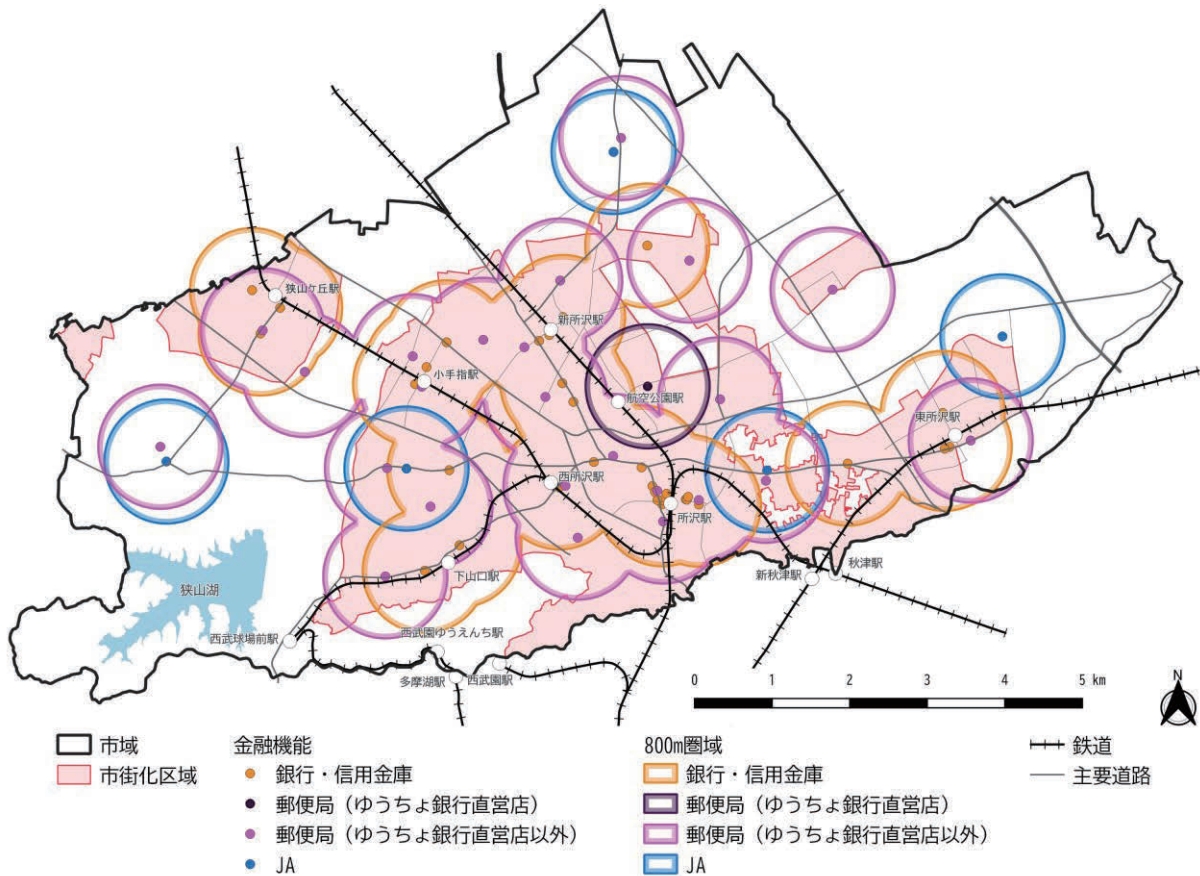 狭山ケ丘駅
新所沢駅
小手指駅
航空公園駅
東所沢駅
西所沢駅
所沢駅
下山口駅
新秋津駅
秋津駅
狭山湖
西武球場前駅
西武園ゆうえんち駅
多摩湖駅
西武園駅
0 1 2 3 4 5 km
N
市域
市街化区域
金融機能
銀行・信用金庫
郵便局（ゆうちょ銀行直営店）
郵便局（ゆうちょ銀行直営店以外）
JA
800m圏域
銀行・信用金庫
郵便局（ゆうちょ銀行直営店）
郵便局（ゆうちょ銀行直営店以外）
JA
鉄道
主要道路